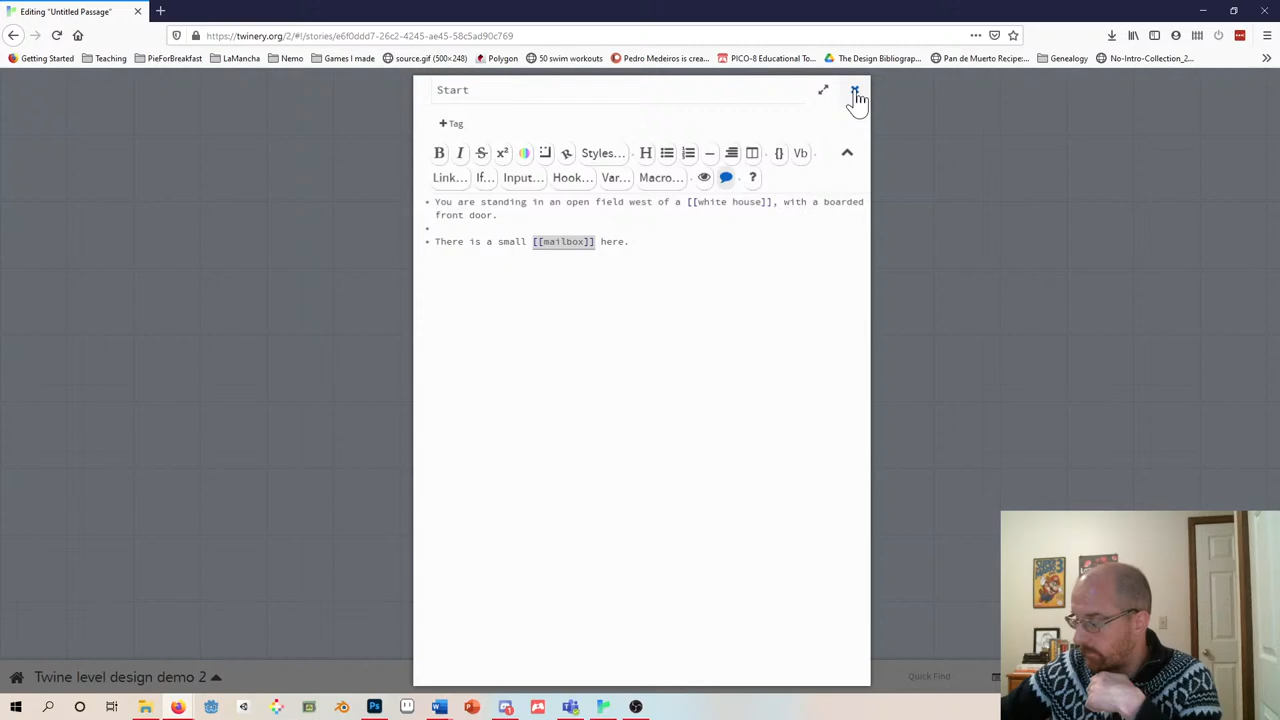 Editing "Untitled Passage"
https://twinery.org/2/#!/stories/e6f0ddd7-26c2-4245-ae45-58c5ad90c769
Getting Started Teaching PieForBreakfast LaMancha Nemo Games I made source.gif (500×248) Polygon 50 swim workouts Pedro Medeiros is crea... PICO-8 Educational To... The Design Bibliograp... Pan de Muerto Recipe:... Genealogy No-Intro-Collection_2...
Start
+ Tag
B I S x² Styles... H {} Vb
Link... If... Input... Hook... Var... Macro... ?
You are standing in an open field west of a [[white house]], with a boarded
front door.
There is a small [[mailbox]] here.
Twine level design demo 2
Quick Find